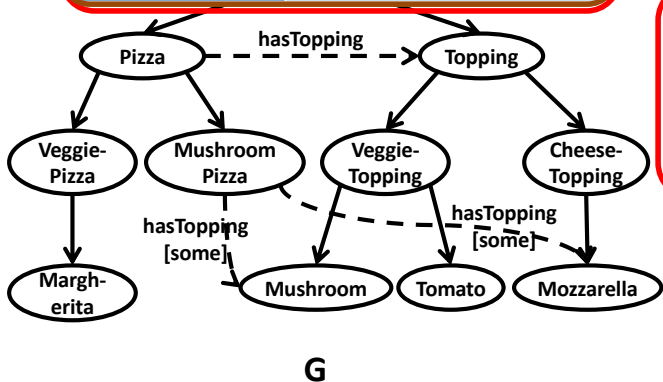 hasTopping
Pizza
Topping
Veggie-
Pizza
Mushroom
Pizza
Veggie-
Topping
Cheese-
Topping
hasTopping
[some]
hasTopping
[some]
Margh-
erita
Mushroom
Tomato
Mozzarella
G